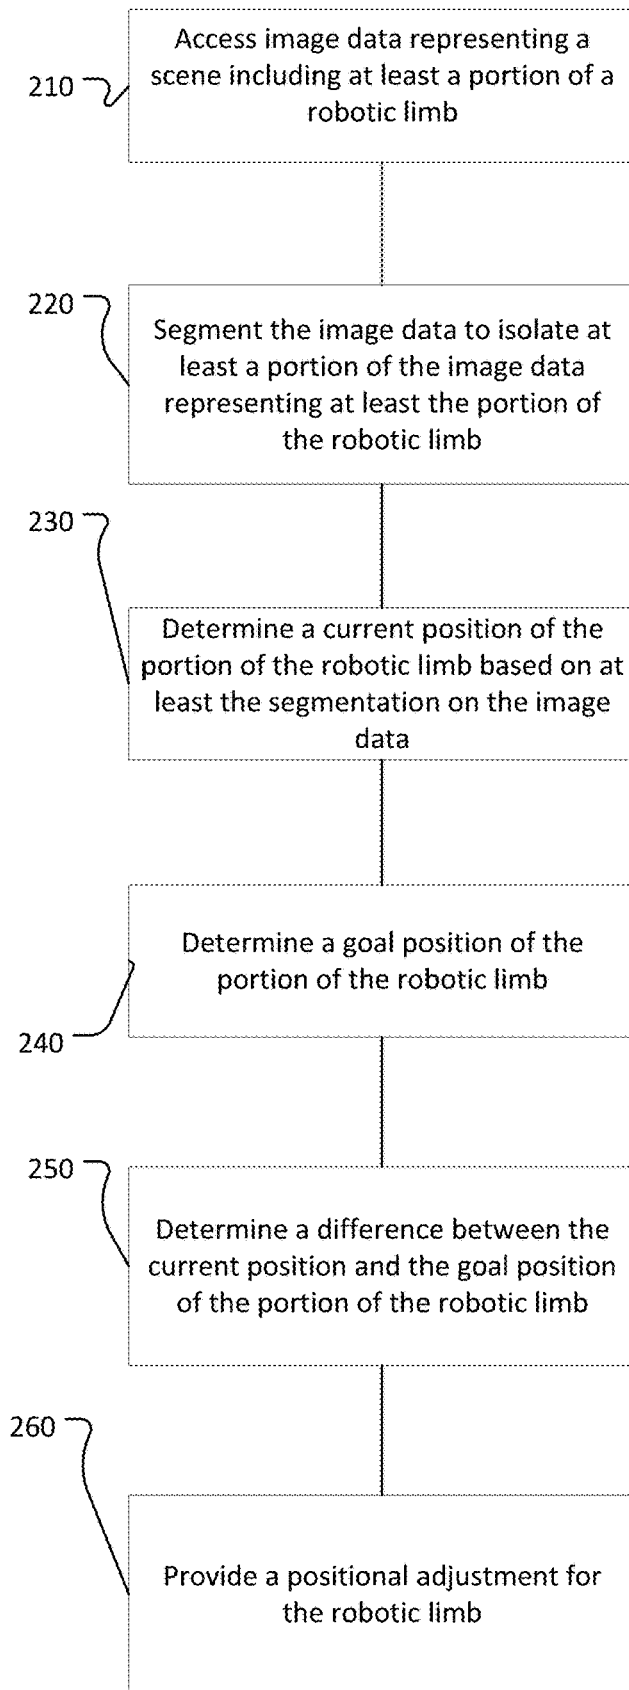 210
Access image data representing a
scene including at least a portion of a
robotic limb
220
Segment the image data to isolate at
least a portion of the image data
representing at least the portion of
the robotic limb
230
Determine a current position of the
portion of the robotic limb based on at
least the segmentation on the image
data
240
Determine a goal position of the
portion of the robotic limb
250
Determine a difference between the
current position and the goal position
of the portion of the robotic limb
260
Provide a positional adjustment for
the robotic limb